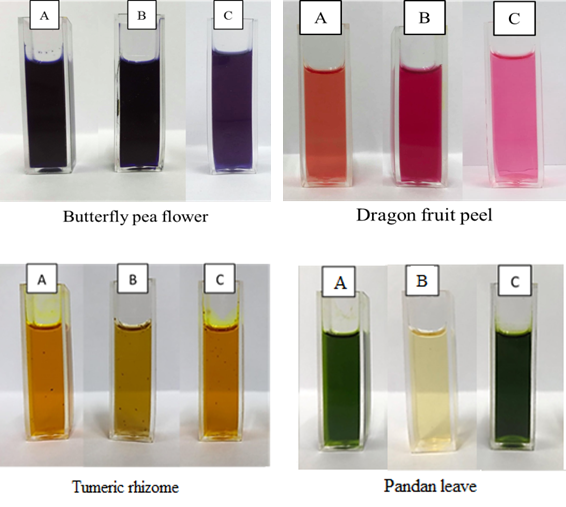 A B C
A B C
Butterfly pea flower
Dragon fruit peel
A B C
A B C
Tumeric rhizome
Pandan leave